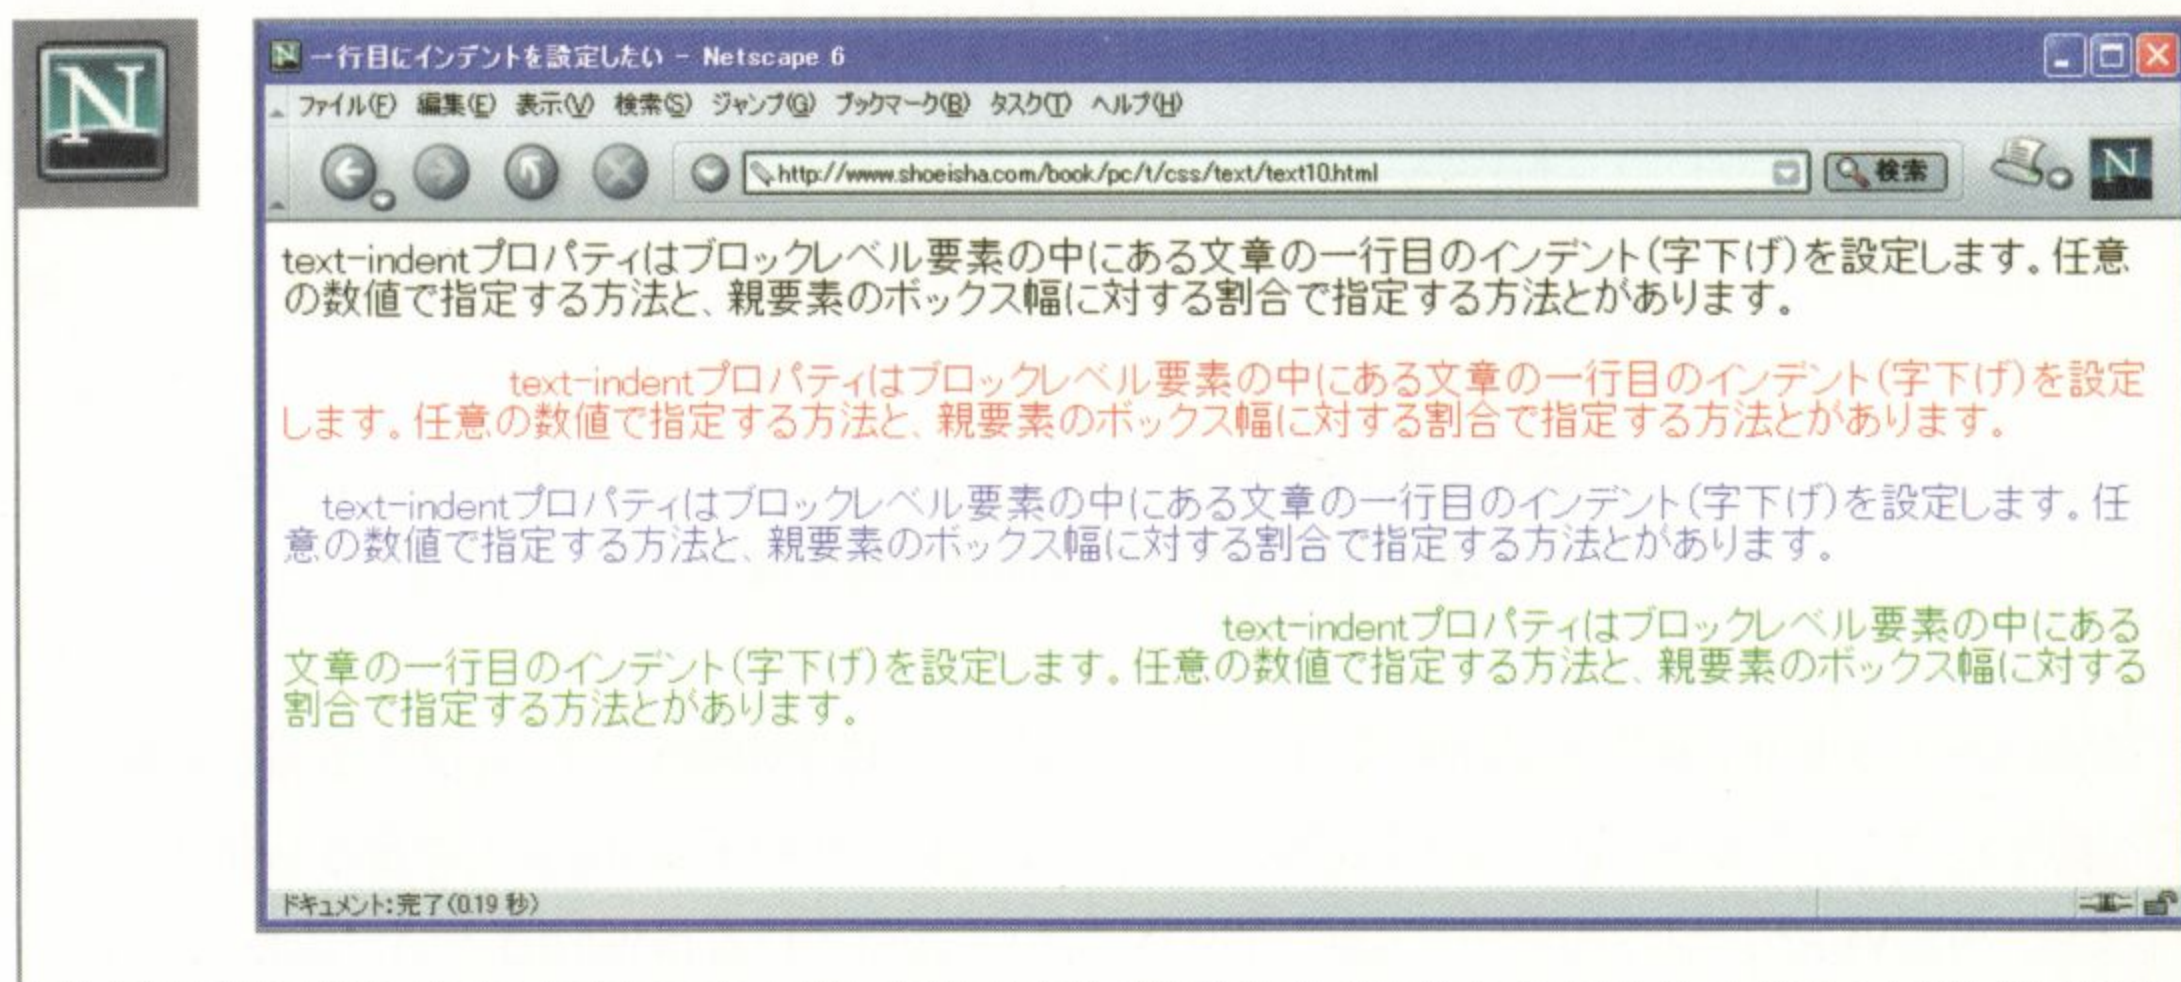 N
一行目にインデントを設定したい - Netscape 6
ファイル(F) 編集(E) 表示(V) 検索(S) ジャンプ(G) ブックマーク(B) タスク(T) ヘルプ(H)
http://www.shoeisha.com/book/pc/t/css/text/text10.html 検索 N
text-indentプロパティはブロックレベル要素の中にある文章の一行目のインデント(字下げ)を設定します。任意
の数値で指定する方法と、親要素のボックス幅に対する割合で指定する方法とがあります。
text-indentプロパティはブロックレベル要素の中にある文章の一行目のインデント(字下げ)を設定
します。任意の数値で指定する方法と、親要素のボックス幅に対する割合で指定する方法とがあります。
text-indentプロパティはブロックレベル要素の中にある文章の一行目のインデント(字下げ)を設定します。任
意の数値で指定する方法と、親要素のボックス幅に対する割合で指定する方法とがあります。
text-indentプロパティはブロックレベル要素の中にある
文章の一行目のインデント(字下げ)を設定します。任意の数値で指定する方法と、親要素のボックス幅に対する
割合で指定する方法とがあります。
ドキュメント:完了(0.19 秒)